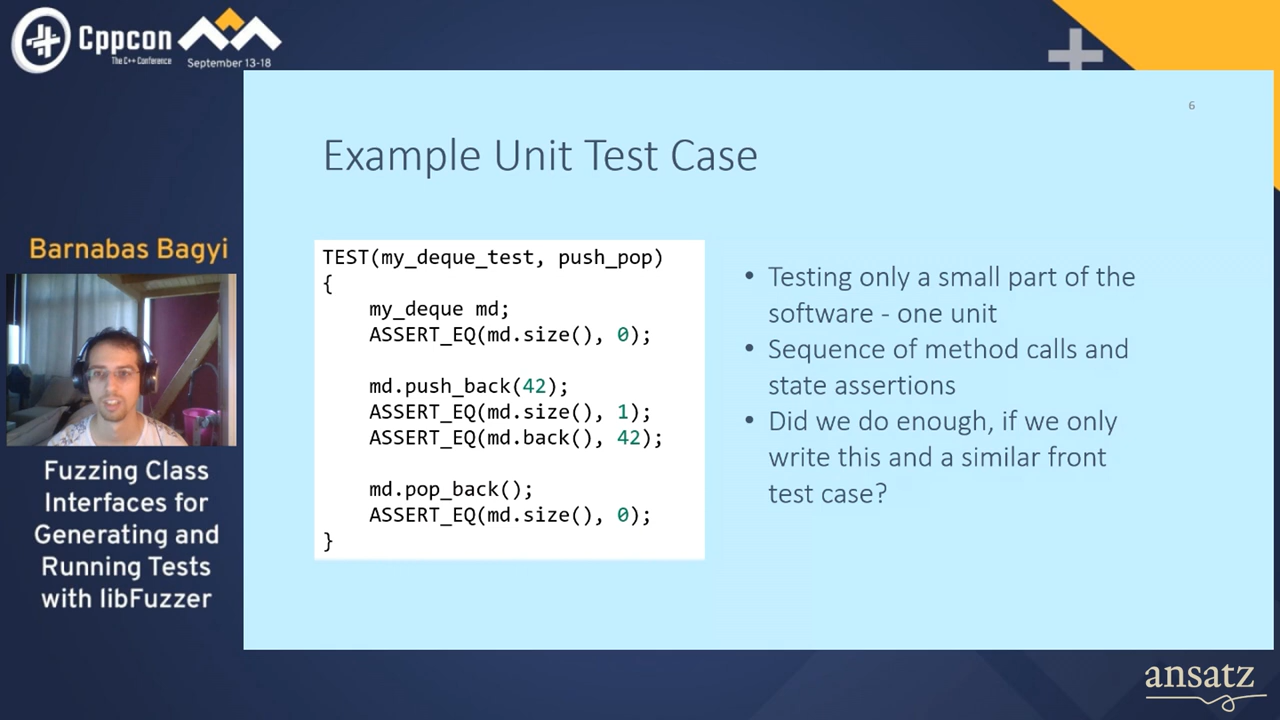 Cppcon
The C++ Conference
September 13-18
6
Example Unit Test Case
Barnabas Bagyi
Fuzzing Class
Interfaces for
Generating and
Running Tests
with libFuzzer
TEST(my_deque_test, push_pop)
{
my_deque md;
ASSERT_EQ(md.size(), 0);
md.push_back(42);
ASSERT_EQ(md.size(), 1);
ASSERT_EQ(md.back(), 42);
md.pop_back();
ASSERT_EQ(md.size(), 0);
}
• Testing only a small part of the
software - one unit
• Sequence of method calls and
state assertions
• Did we do enough, if we only
write this and a similar front
test case?
ansatz